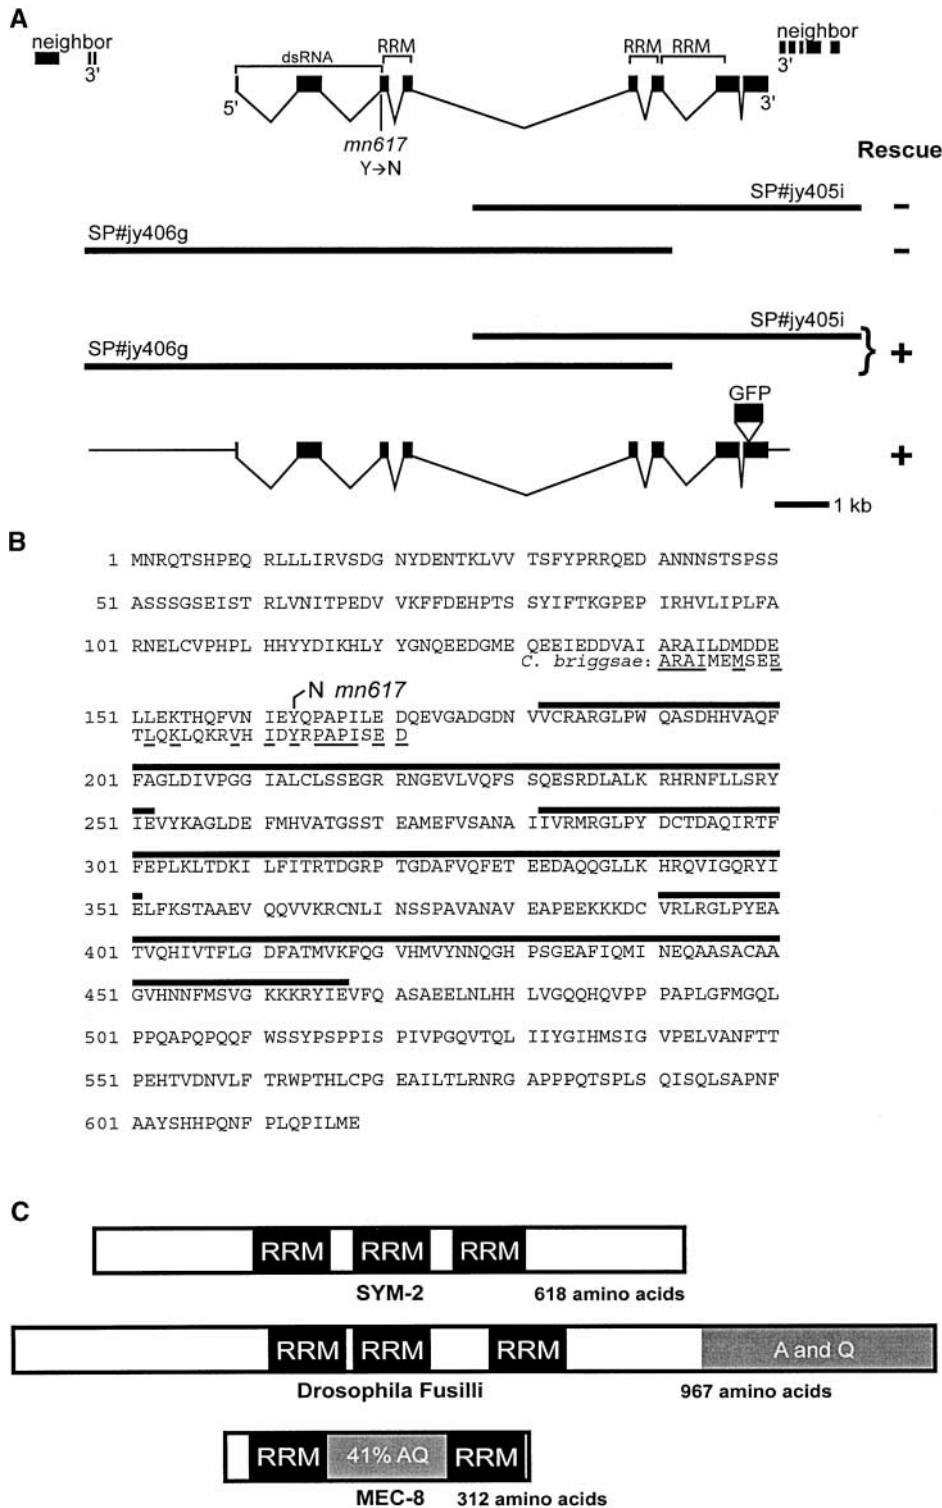 A
neighbor
3'
dsRNA
RRM
RRM RRM
neighbor
3'
5'
3'
mn617
Y→N
Rescue
SP#jy405i
–
SP#jy406g
–
SP#jy405i
SP#jy406g
} +
GFP
+
1 kb
B
1 MNRQTSHPEQ RLLLIRVSDG NYDENTKLVV TSFYPRRQED ANNNSTSPSS
51 ASSSGSEIST RLVNITPEDV VKFFDEHPTS SYIFTKGPEP IRHVLIPLFA
101 RNELCVPHPL HHYYDIKHLY YGNQEEDGME QEEIEDDVAI ARAILDMDDE
C. briggsae: ARAIMEMSEE
N mn617
151 LLEKTHQFVN IEYQPAPILE DQEVGADGDN VVCRARGLPW QASDHHVAQF
TLQKLQKRVH IDYRPAPISE D
201 FAGLDIVPGG IALCLSSEGR RNGEVLVQFS SQESRDLALK RHRNFLLSRY
251 IEVYKAGLDE FMHVATGSST EAMEFVSANA IIVRMRGLPY DCTDAQIRTF
301 FEPLKLTDKI LFITRTDGRP TGDAFVQFET EEDAQQGLLK HRQVIGQRYI
351 ELFKSTAAEV QQVVKRCNLI NSSPAVANAV EAPEEKKKDC VRLRGLPYEA
401 TVQHIVTFLG DFATMVKFQG VHMVYNNQGH PSGEAFIQMI NEQAASACAA
451 GVHNNFMSVG KKKRYIEVFQ ASAEELNLHH LVGQQHQVPP PAPLGFMGQL
501 PPQAPQPQQF WSSYPSPPIS PIVPGQVTQL IIYGIHMSIG VPELVANFTT
551 PEHTVDNVLF TRWPTHLCPG EAILTLRNRG APPPQTSPLS QISQLSAPNF
601 AAYSHHPQNF PLQPILME
C
RRM RRM RRM
SYM-2 618 amino acids
RRM RRM RRM A and Q
Drosophila Fusilli 967 amino acids
RRM 41% AQ RRM
MEC-8 312 amino acids